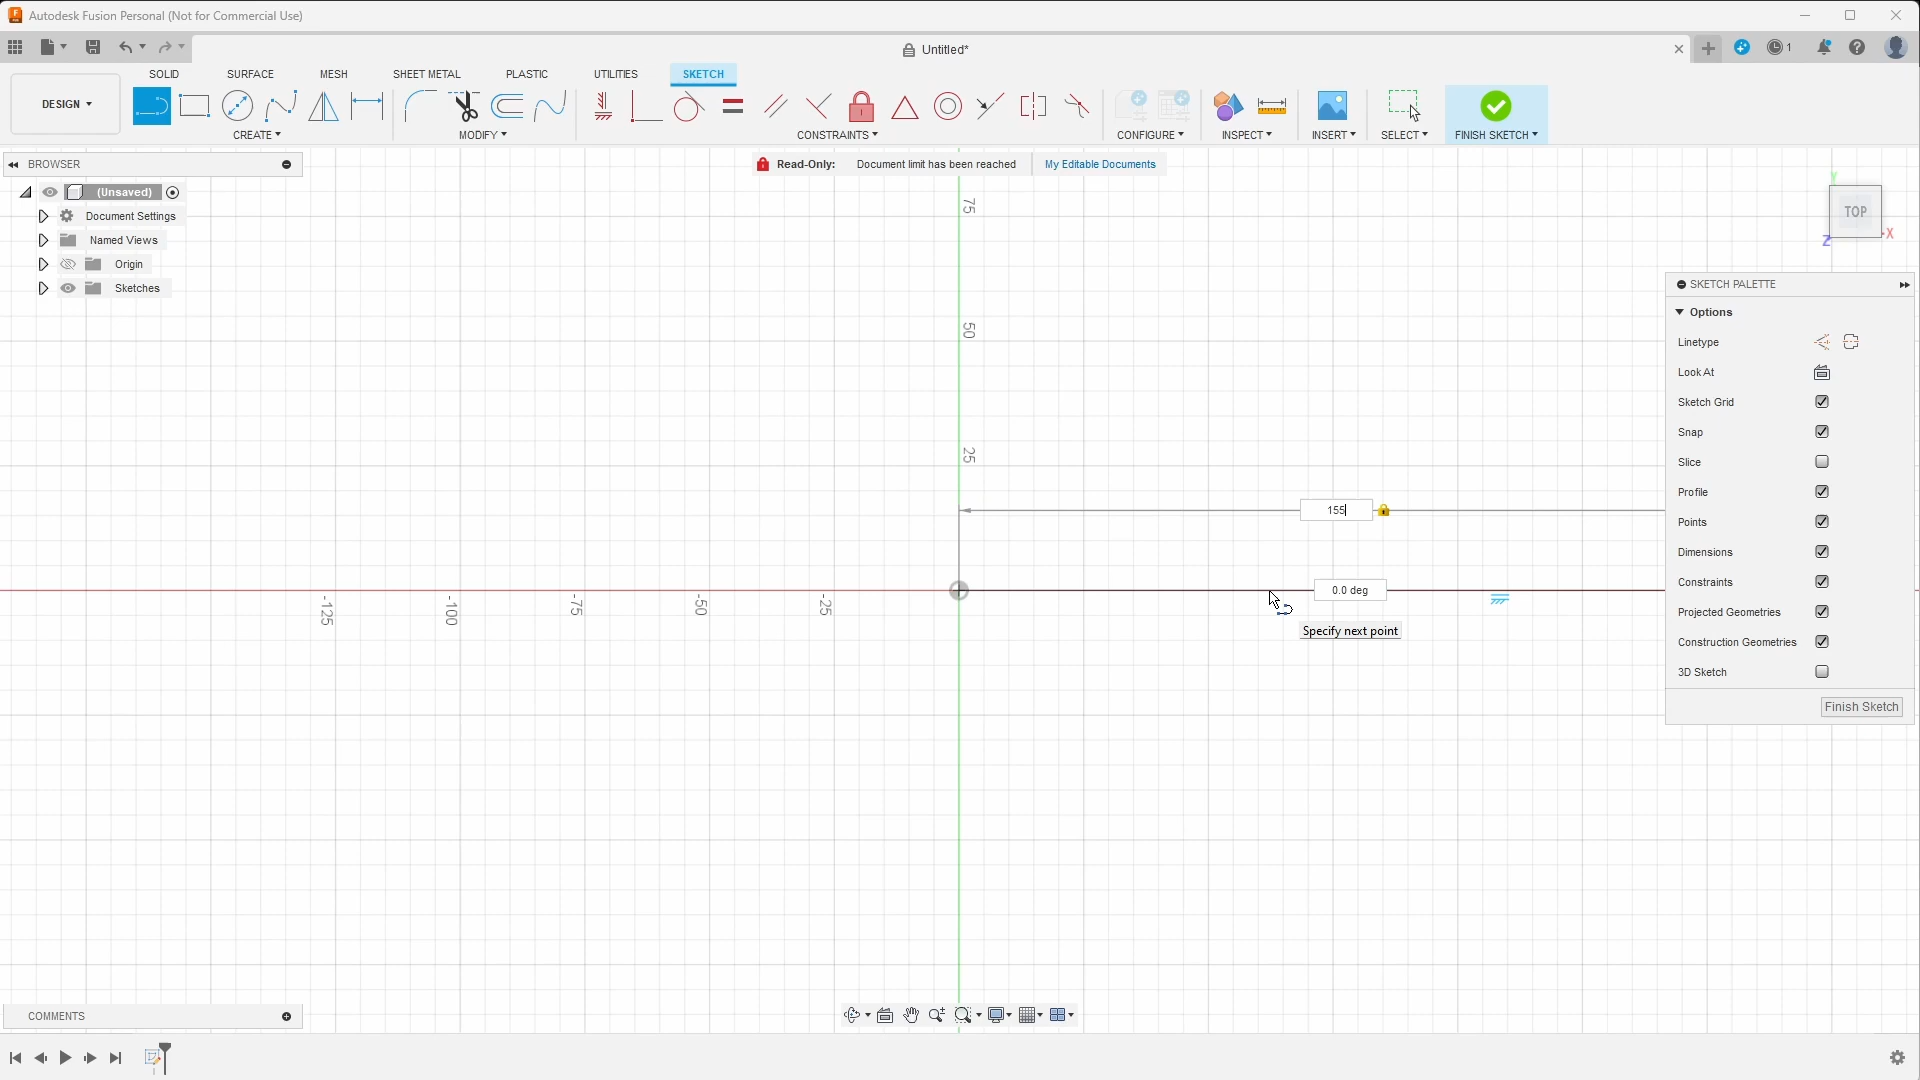 Autodesk Fusion Personal (Not for Commercial Use)
Untitled*
1
DESIGN
SOLID SURFACE MESH SHEET METAL PLASTIC UTILITIES SKETCH
CREATE MODIFY CONSTRAINTS CONFIGURE INSPECT INSERT SELECT FINISH SKETCH
BROWSER
Read-Only: Document limit has been reached My Editable Documents
(Unsaved)
Document Settings
Named Views
Origin
Sketches
75
50
25
Y
TOP
Z
X
SKETCH PALETTE
Options
Linetype
Look At
Sketch Grid
Snap
Slice
Profile
Points
Dimensions
Constraints
Projected Geometries
Construction Geometries
3D Sketch
Finish Sketch
155
0.0 deg
Specify next point
-125
-100
-75
-50
-25
COMMENTS